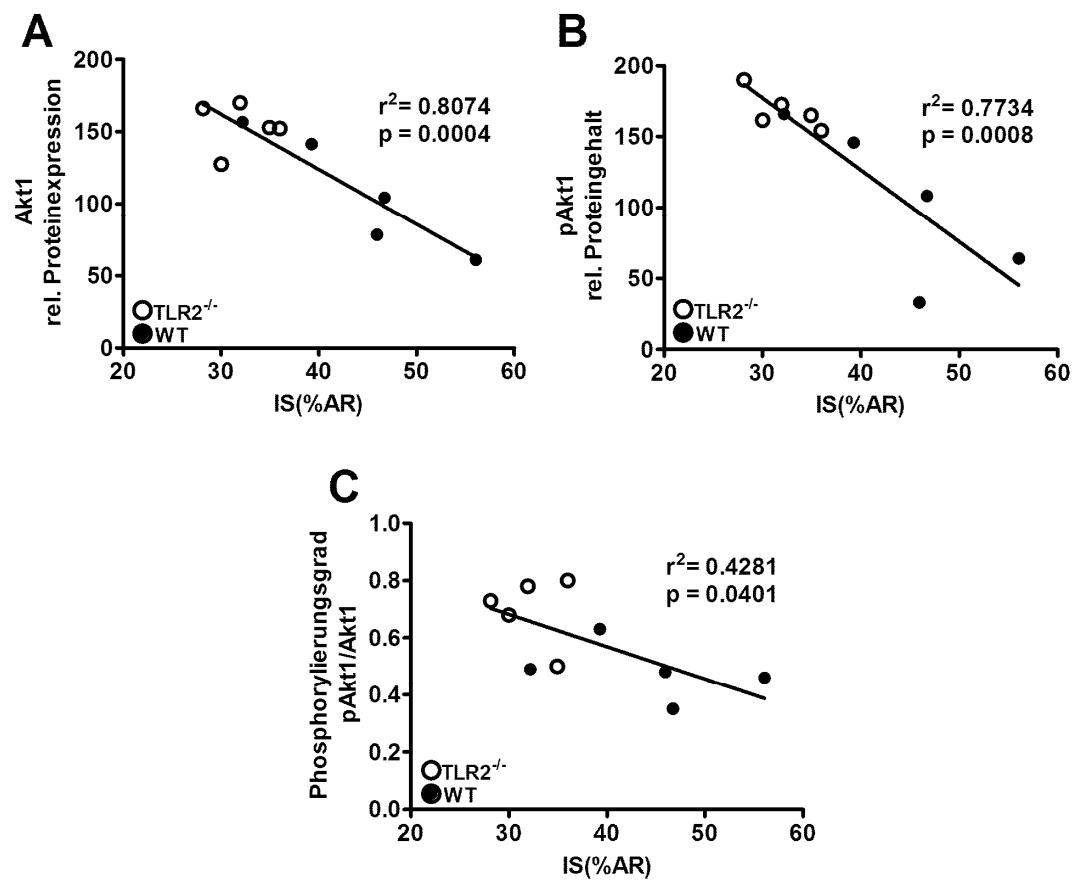 A
Akt1
rel. Proteinexpression
200
150
100
50
0
r²= 0.8074
p = 0.0004
TLR2⁻/⁻
WT
20 30 40 50 60
IS(%AR)
B
pAkt1
rel. Proteingehalt
200
150
100
50
0
r²= 0.7734
p = 0.0008
TLR2⁻/⁻
WT
20 30 40 50 60
IS(%AR)
C
Phosphorylierungsgrad
pAkt1/Akt1
1.0
0.8
0.6
0.4
0.2
0.0
r²= 0.4281
p = 0.0401
TLR2⁻/⁻
WT
20 30 40 50 60
IS(%AR)